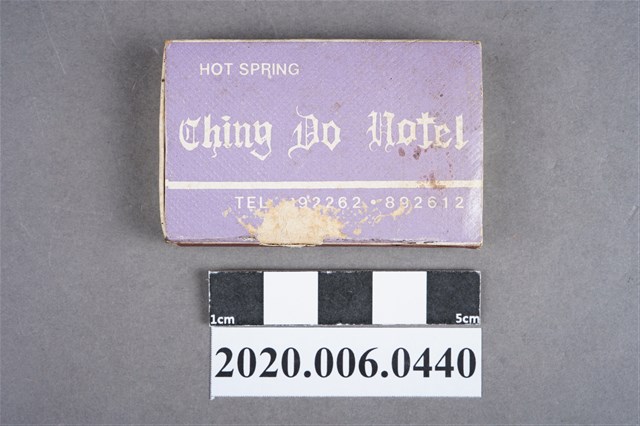 HOT SPRING
Ching Do Hotel
TEL 892262・892612
1cm 5cm
2020.006.0440